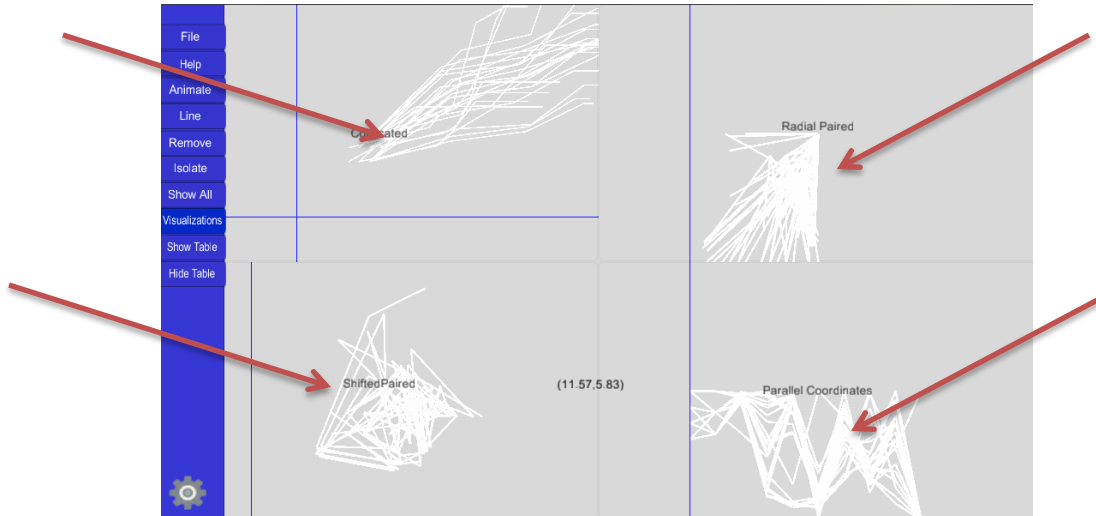 File
Help
Animate
Line
Remove
Isolate
Show All
Visualizations
Show Table
Hide Table
Radial Paired
ShiftedPaired
(11.57,5.83)
Parallel Coordinates